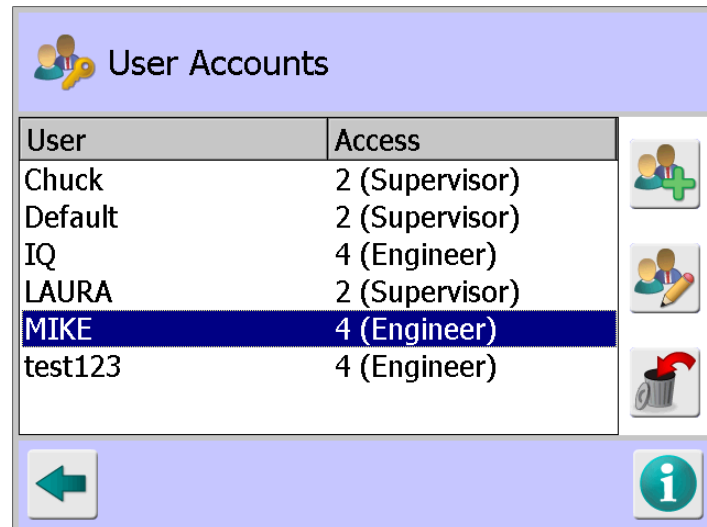 User Accounts
User Access
Chuck 2 (Supervisor)
Default 2 (Supervisor)
IQ 4 (Engineer)
LAURA 2 (Supervisor)
MIKE 4 (Engineer)
test123 4 (Engineer)
i